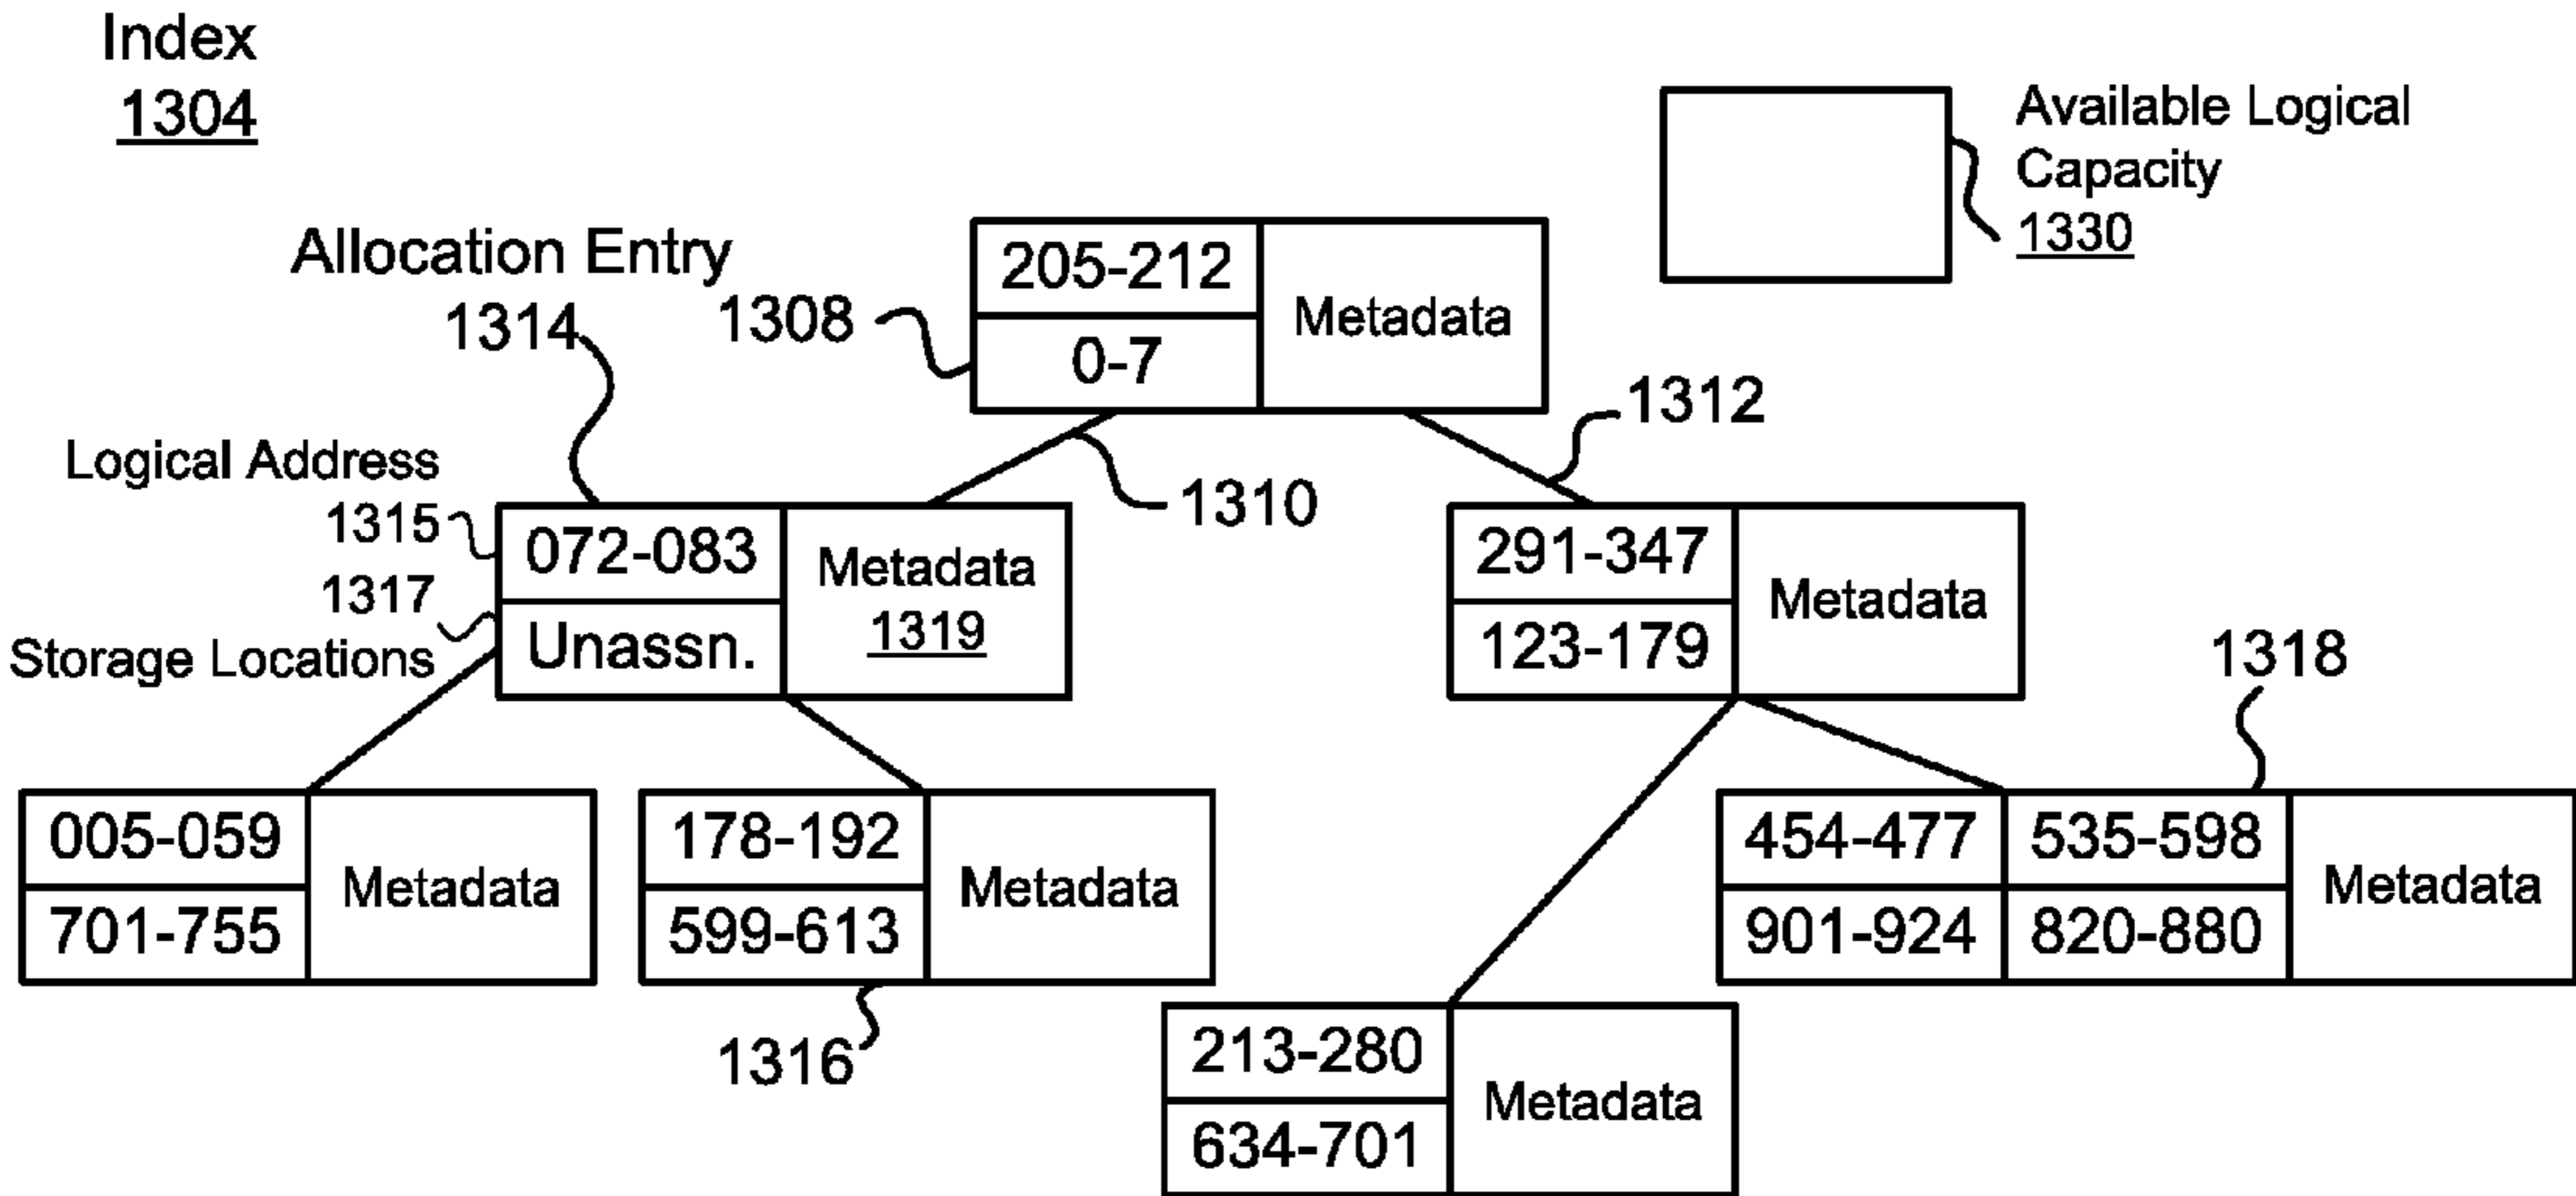 Index
1304
Available Logical
Capacity
1330
Allocation Entry
1314
1308
205-212
0-7
Metadata
1312
1310
Logical Address
1315
1317
Storage Locations
072-083
Unassn.
Metadata
1319
291-347
123-179
Metadata
1318
005-059
701-755
Metadata
178-192
599-613
Metadata
1316
454-477
901-924
535-598
820-880
Metadata
213-280
634-701
Metadata